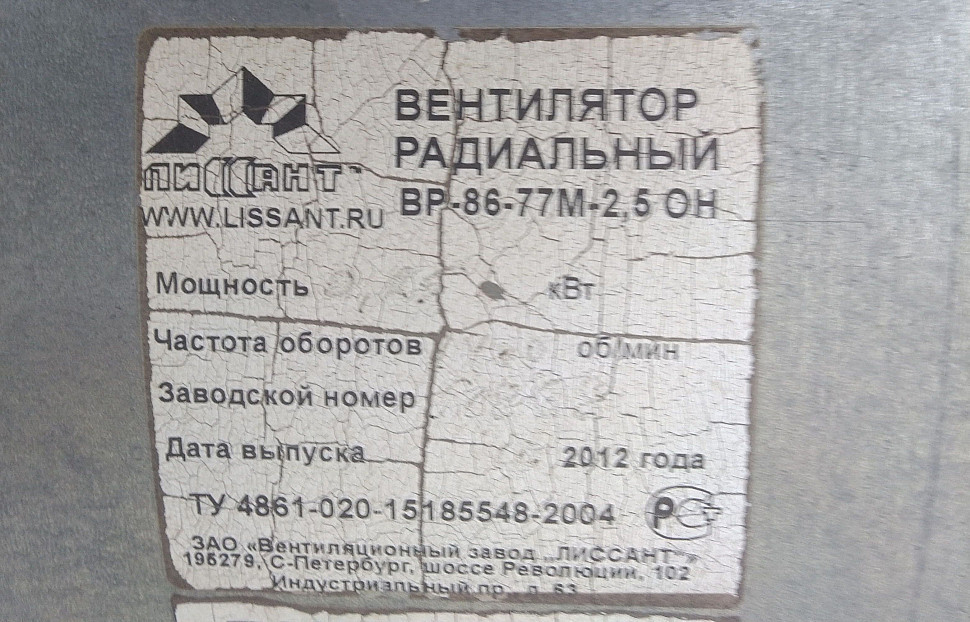 ВЕНТИЛЯТОР
РАДИАЛЬНЫЙ
ВР-86-77М-2,5 ОН
ЛИССАНТ
WWW.LISSANT.RU
Мощность кВт
Частота оборотов об/мин
Заводской номер
Дата выпуска 2012 года
ТУ 4861-020-15185548-2004 РСТ
ЗАО «Вентиляционный завод „ЛИССАНТ"»
195279, С-Петербург, шоссе Революции, 102
Индустриальный пр., д. 63